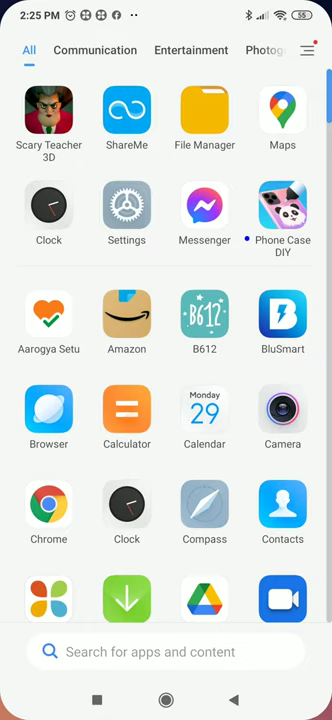 2:25 PM
55
All Communication Entertainment Photog
Scary Teacher
3D
ShareMe
File Manager
Maps
Clock
Settings
Messenger
Phone Case
DIY
Aarogya Setu
Amazon
B612
B612
BluSmart
Browser
Calculator
Monday
29
Calendar
Camera
Chrome
Clock
Compass
Contacts
Search for apps and content